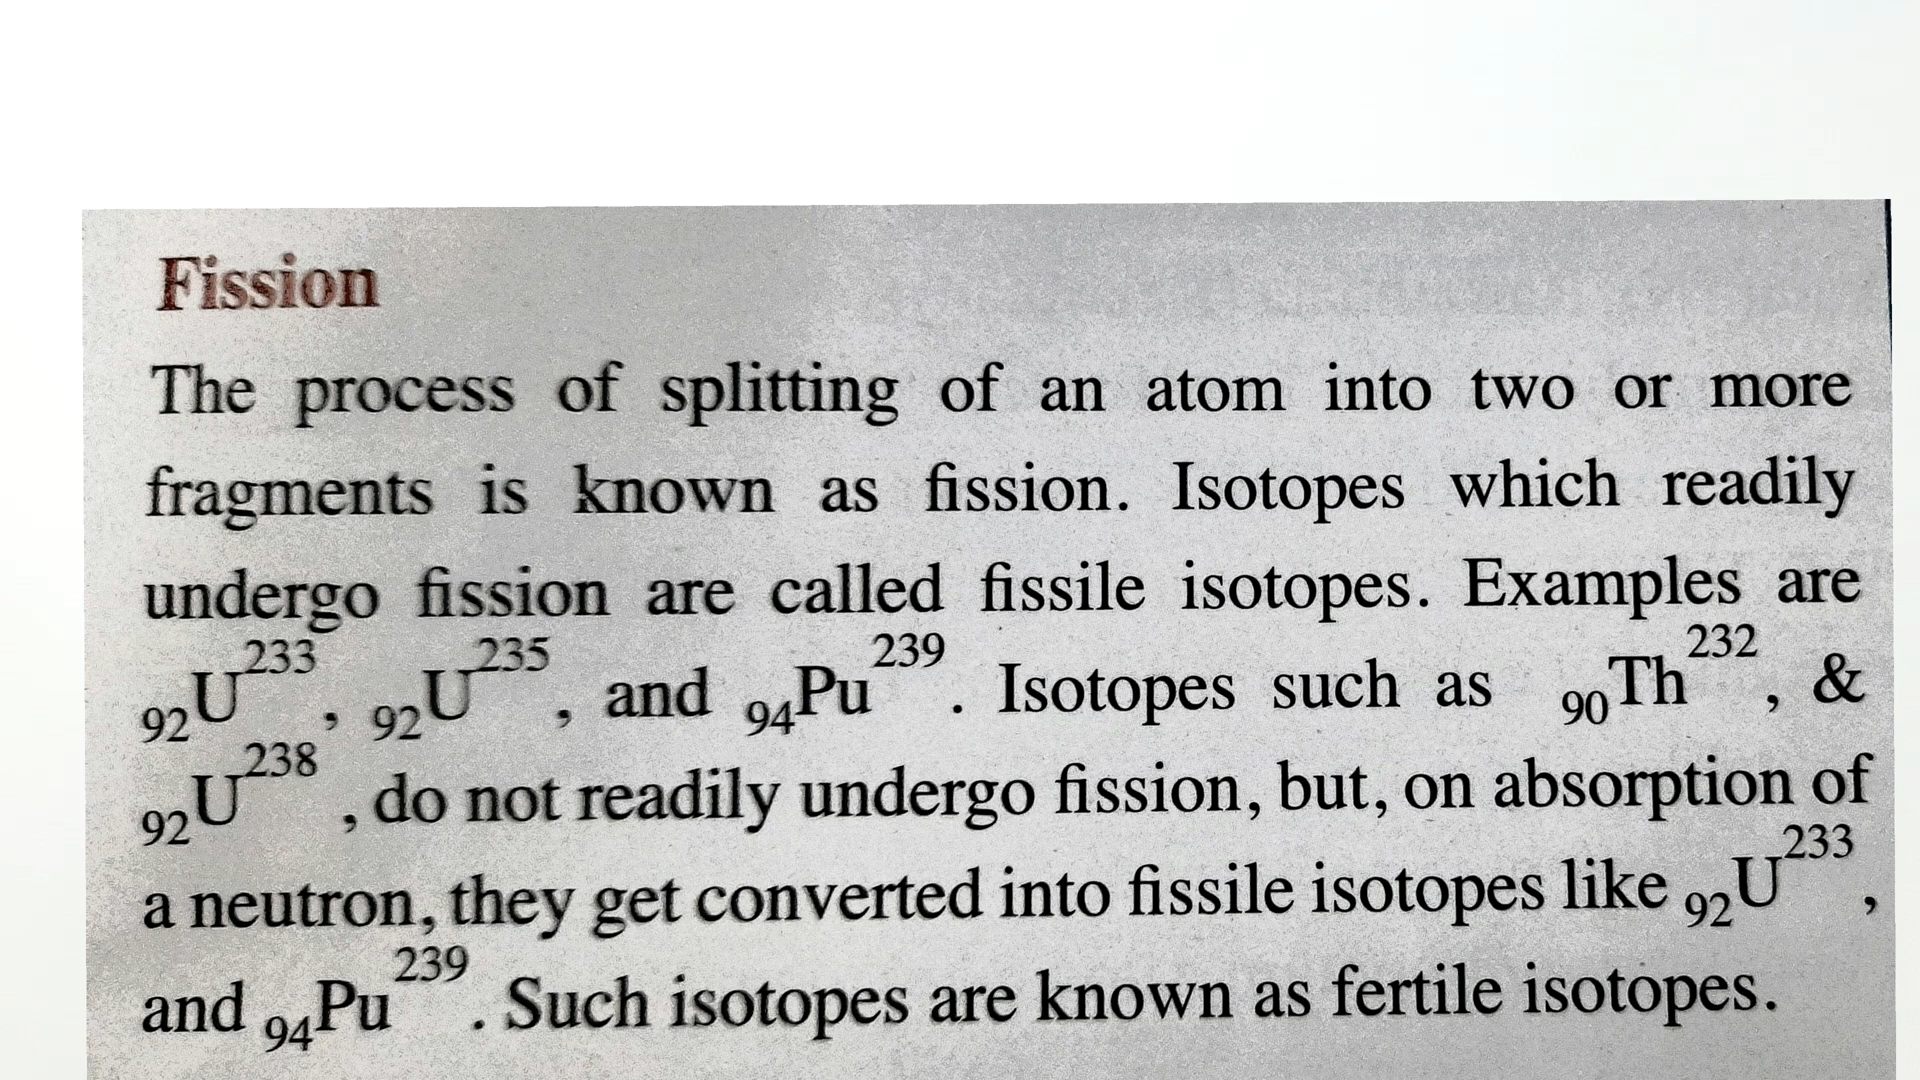 Fission
The process of splitting of an atom into two or more
fragments is known as fission. Isotopes which readily
undergo fission are called fissile isotopes. Examples are
₉₂U²³³, ₉₂U²³⁵, and ₉₄Pu²³⁹. Isotopes such as ₉₀Th²³², &
₉₂U²³⁸, do not readily undergo fission, but, on absorption of
a neutron, they get converted into fissile isotopes like ₉₂U²³³,
and ₉₄Pu²³⁹. Such isotopes are known as fertile isotopes.